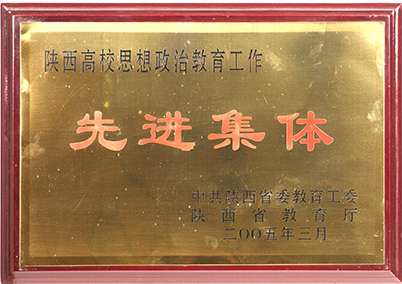 陕西高校思想政治教育工作
先进集体
中共陕西省委教育工委
陕西省教育厅
二〇〇五年三月